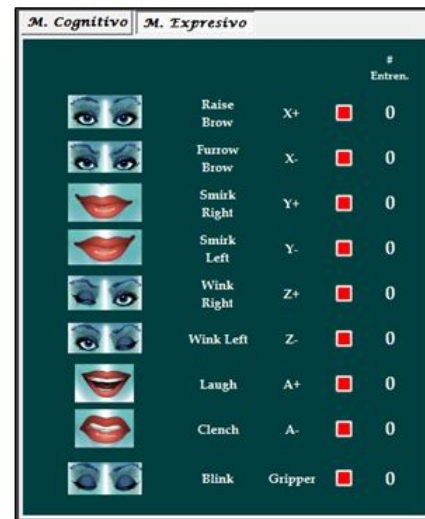 M. Cognitivo M. Expresivo
#
Entren.
Raise
Brow X+ 0
Furrow
Brow X- 0
Smirk
Right Y+ 0
Smirk
Left Y- 0
Wink
Right Z+ 0
Wink Left Z- 0
Laugh A+ 0
Clench A- 0
Blink Gripper 0